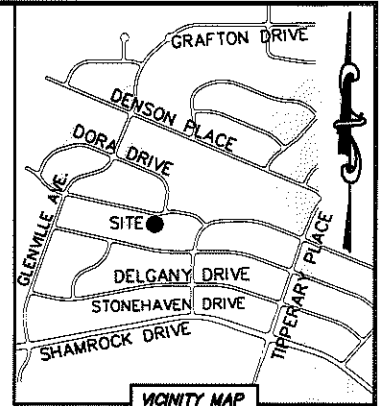 GRAFTON DRIVE
DENSON PLACE
DORA DRIVE
GLENVILLE AVE.
SITE
TIPPERARY PLACE
DELGANY DRIVE
STONEHAVEN DRIVE
SHAMROCK DRIVE
VICINITY MAP